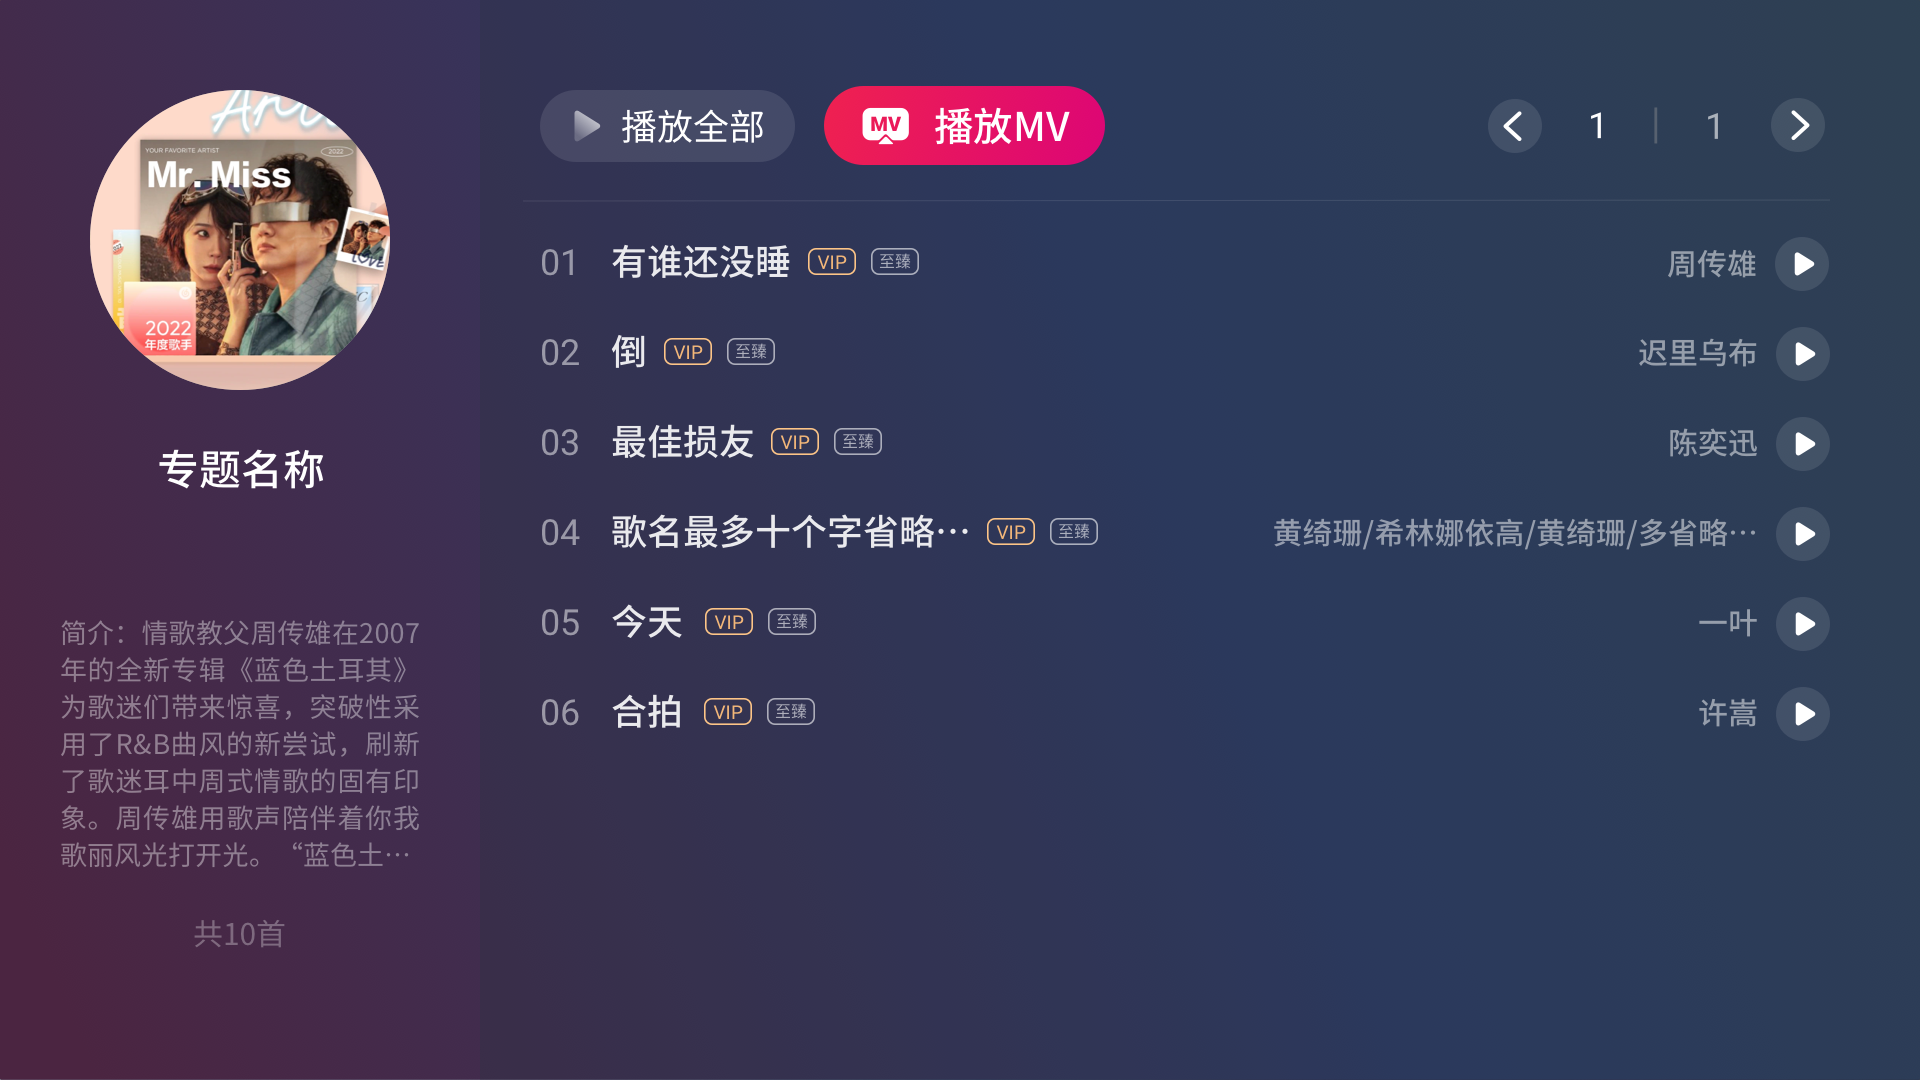 YOUR FAVORITE ARTIST
2022
Mr. Miss
LOVE
2022
年度歌手
专题名称
简介：情歌教父周传雄在2007
年的全新专辑《蓝色土耳其》
为歌迷们带来惊喜，突破性采
用了R&B曲风的新尝试，刷新
了歌迷耳中周式情歌的固有印
象。周传雄用歌声陪伴着你我
歌丽风光打开光。“蓝色土…
共10首
播放全部
MV 播放MV
1 | 1
01 有谁还没睡 VIP 至臻 周传雄
02 倒 VIP 至臻 迟里乌布
03 最佳损友 VIP 至臻 陈奕迅
04 歌名最多十个字省略… VIP 至臻 黄绮珊/希林娜依高/黄绮珊/多省略…
05 今天 VIP 至臻 一叶
06 合拍 VIP 至臻 许嵩